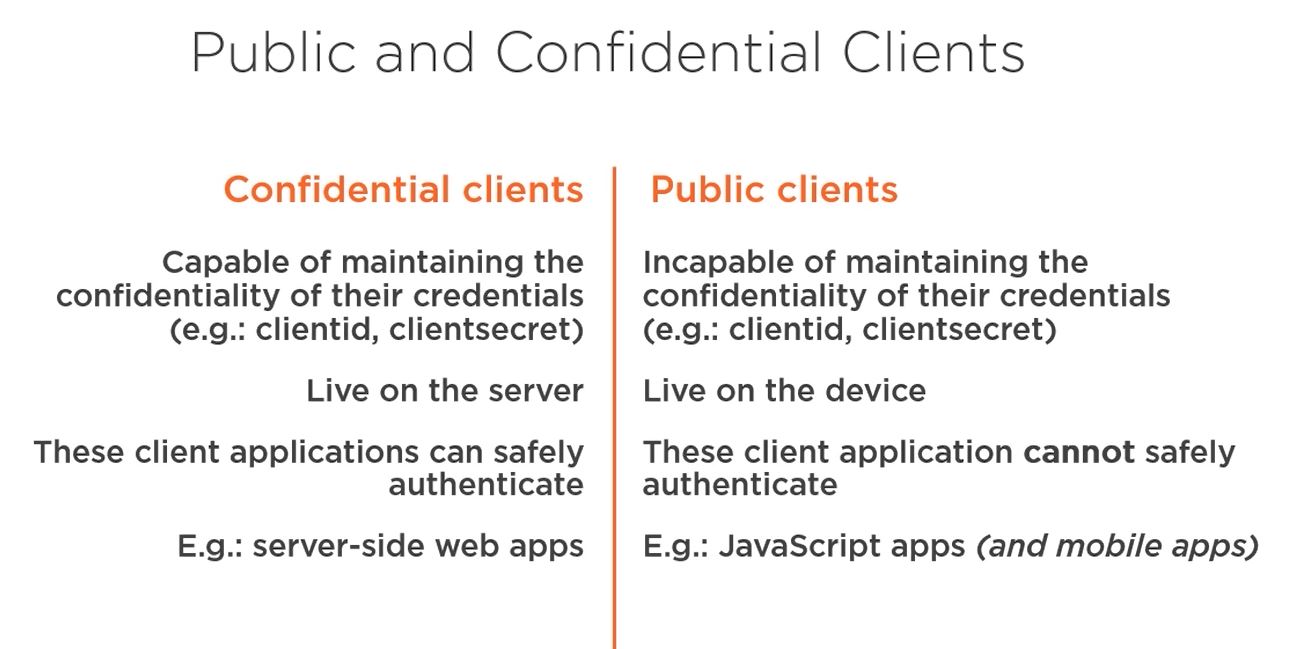 Public and Confidential Clients
Confidential clients
Capable of maintaining the
confidentiality of their credentials
(e.g.: clientid, clientsecret)
Live on the server
These client applications can safely
authenticate
E.g.: server-side web apps
Public clients
Incapable of maintaining the
confidentiality of their credentials
(e.g.: clientid, clientsecret)
Live on the device
These client application cannot safely
authenticate
E.g.: JavaScript apps (and mobile apps)